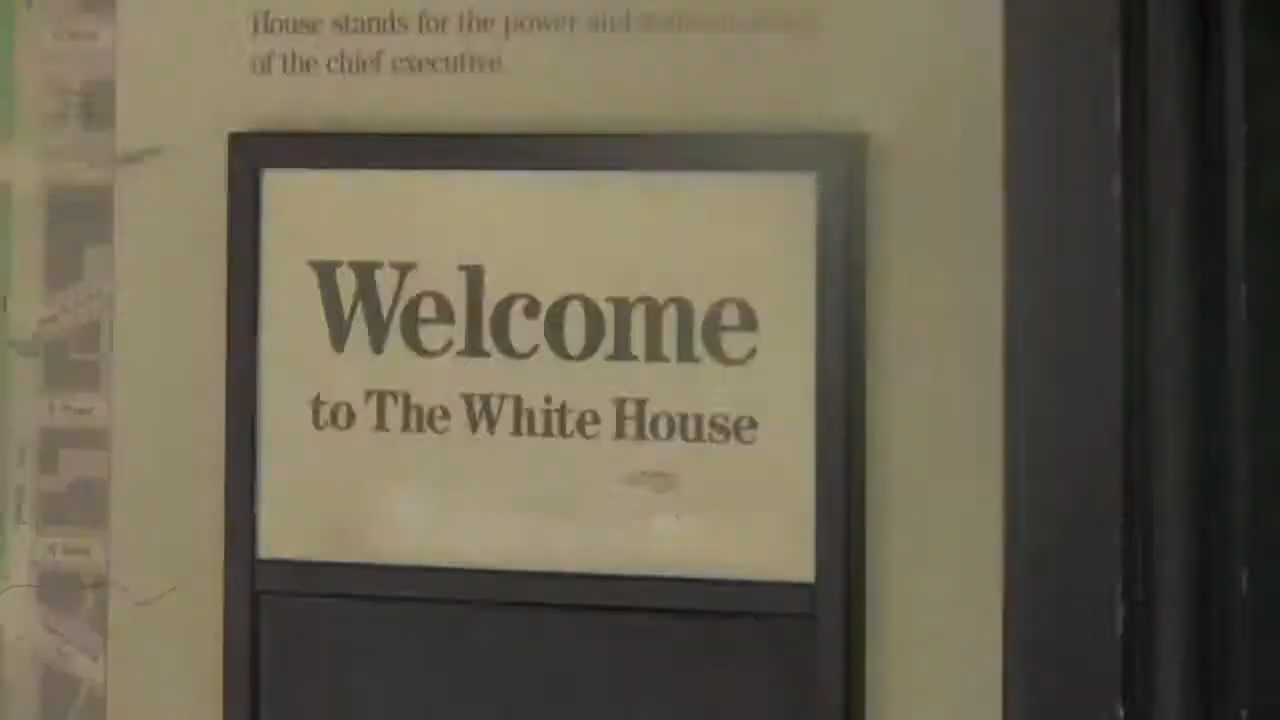 House stands for the power and
of the chief executive.
Welcome
to The White House